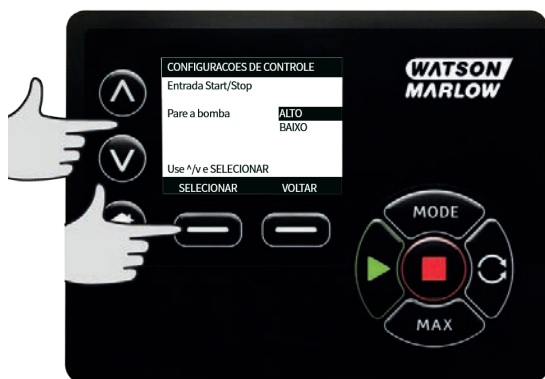 CONFIGURACOES DE CONTROLE
Entrada Start/Stop
Pare a bomba ALTO
BAIXO
Use ^/v e SELECIONAR
SELECIONAR VOLTAR
WATSON
MARLOW
MODE
MAX